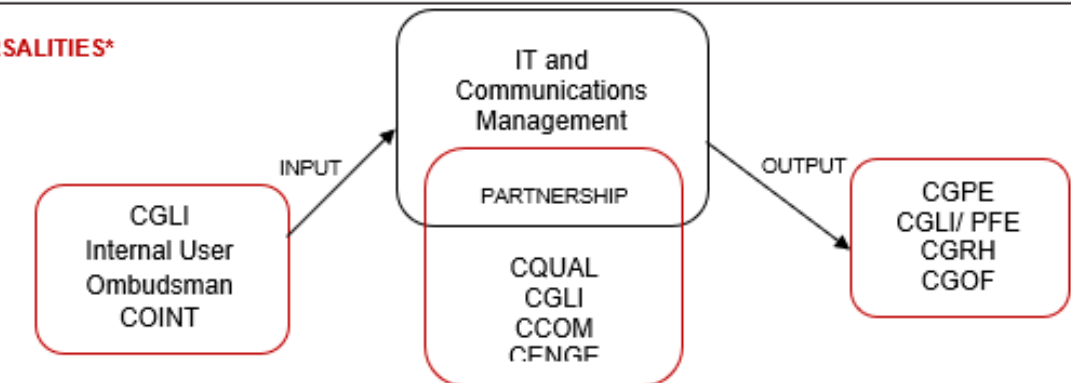 SALITIES*
IT and
Communications
Management
INPUT
OUTPUT
PARTNERSHIP
CGLI
Internal User
Ombudsman
COINT
CQUAL
CGLI
CCOM
CENGE
CGPE
CGLI/ PFE
CGRH
CGOF